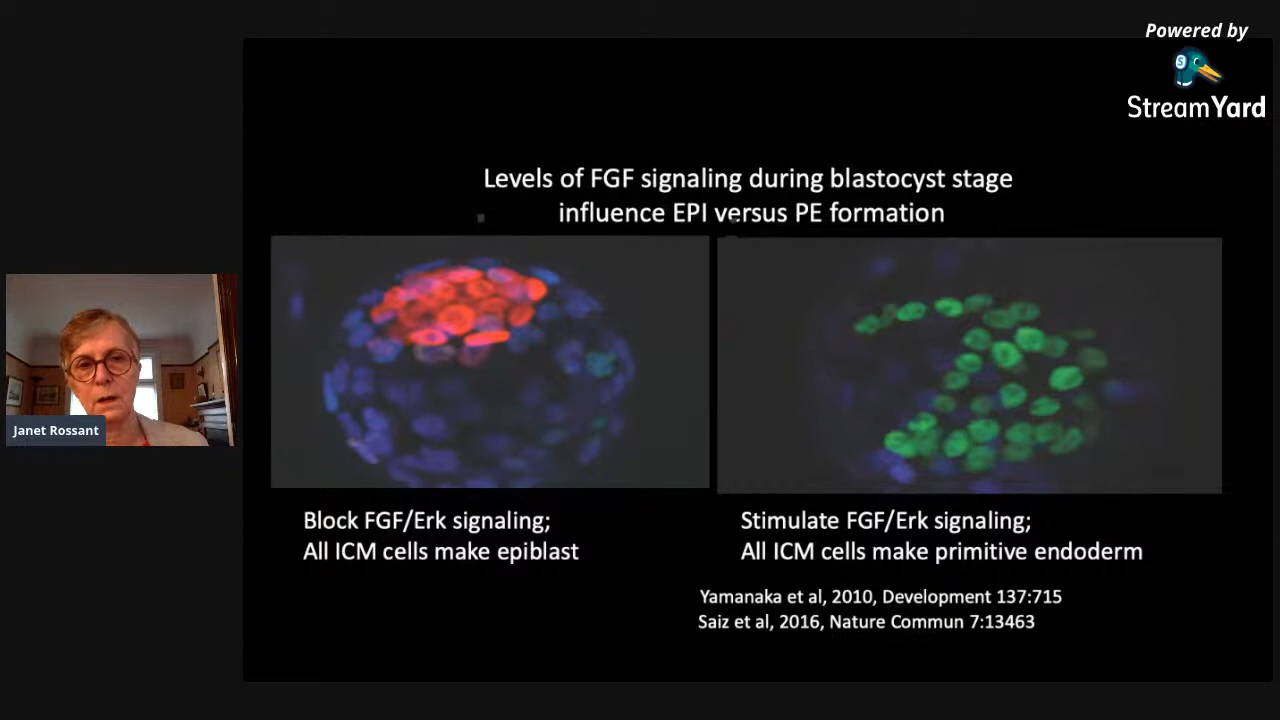 Powered by
StreamYard
Levels of FGF signaling during blastocyst stage
influence EPI versus PE formation
Janet Rossant
Block FGF/Erk signaling;
All ICM cells make epiblast
Stimulate FGF/Erk signaling;
All ICM cells make primitive endoderm
Yamanaka et al, 2010, Development 137:715
Saiz et al, 2016, Nature Commun 7:13463